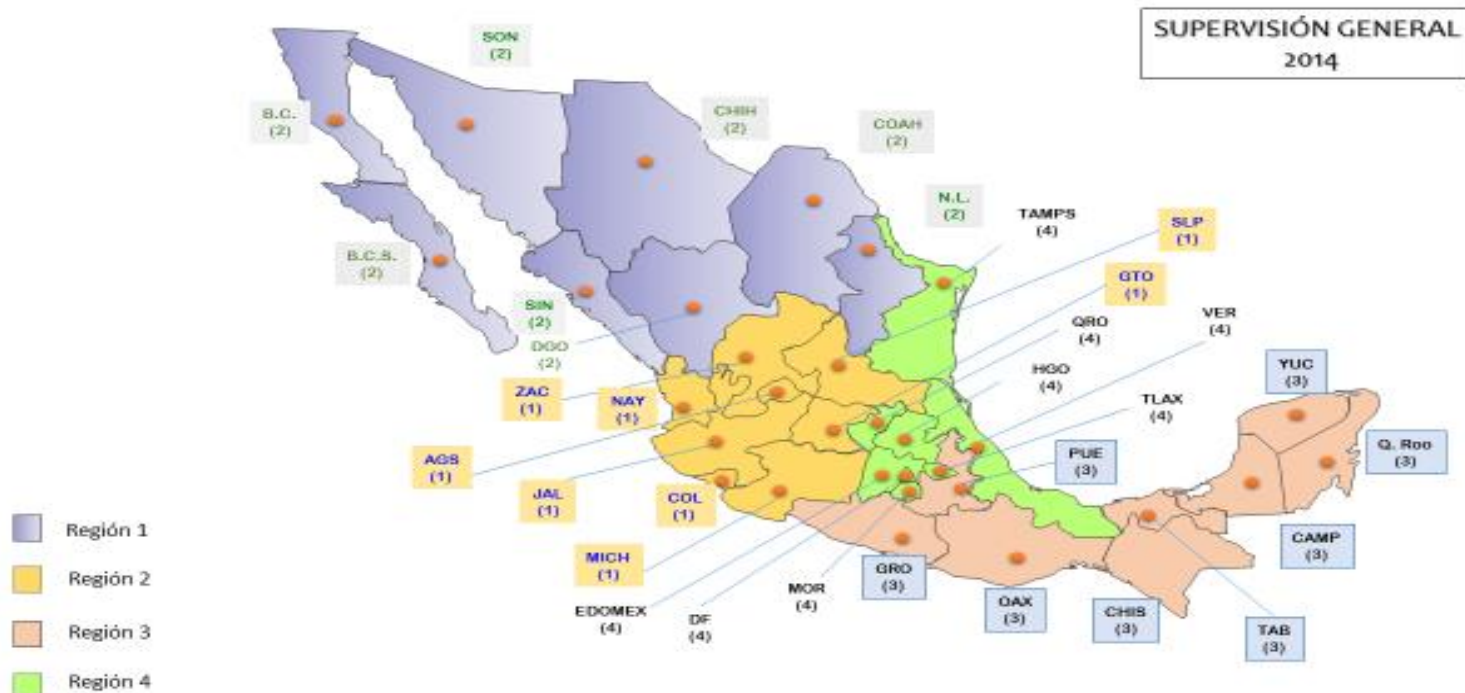 SUPERVISIÓN GENERAL
2014
SON
(2)
B.C.
(2)
CHIH
(2)
COAH
(2)
N.L.
(2)
TAMPS
(4)
SLP
(1)
B.C.S.
(2)
GTO
(1)
SIN
(2)
DGO
(2)
QRO
(4)
VER
(4)
HGO
(4)
YUC
(3)
ZAC
(1)
NAY
(1)
TLAX
(4)
AGS
(1)
PUE
(3)
Q. Roo
(3)
JAL
(1)
COL
(1)
CAMP
(3)
MICH
(1)
GRO
(3)
MOR
(4)
EDOMEX
(4)
DF
(4)
OAX
(3)
CHIS
(3)
TAB
(3)
Región 1
Región 2
Región 3
Región 4